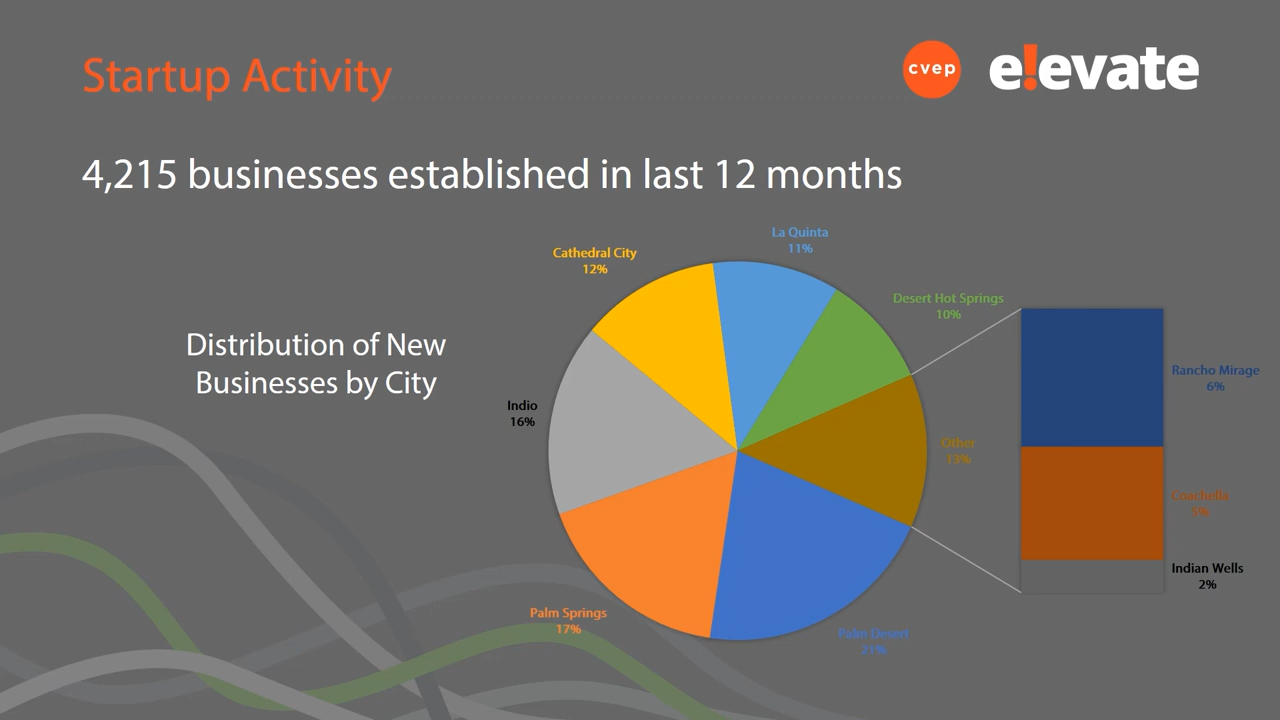 Startup Activity
cvep
e!evate
4,215 businesses established in last 12 months
Distribution of New
Businesses by City
La Quinta
11%
Cathedral City
12%
Desert Hot Springs
10%
Rancho Mirage
6%
Indio
16%
Other
13%
Coachella
5%
Indian Wells
2%
Palm Springs
17%
Palm Desert
21%